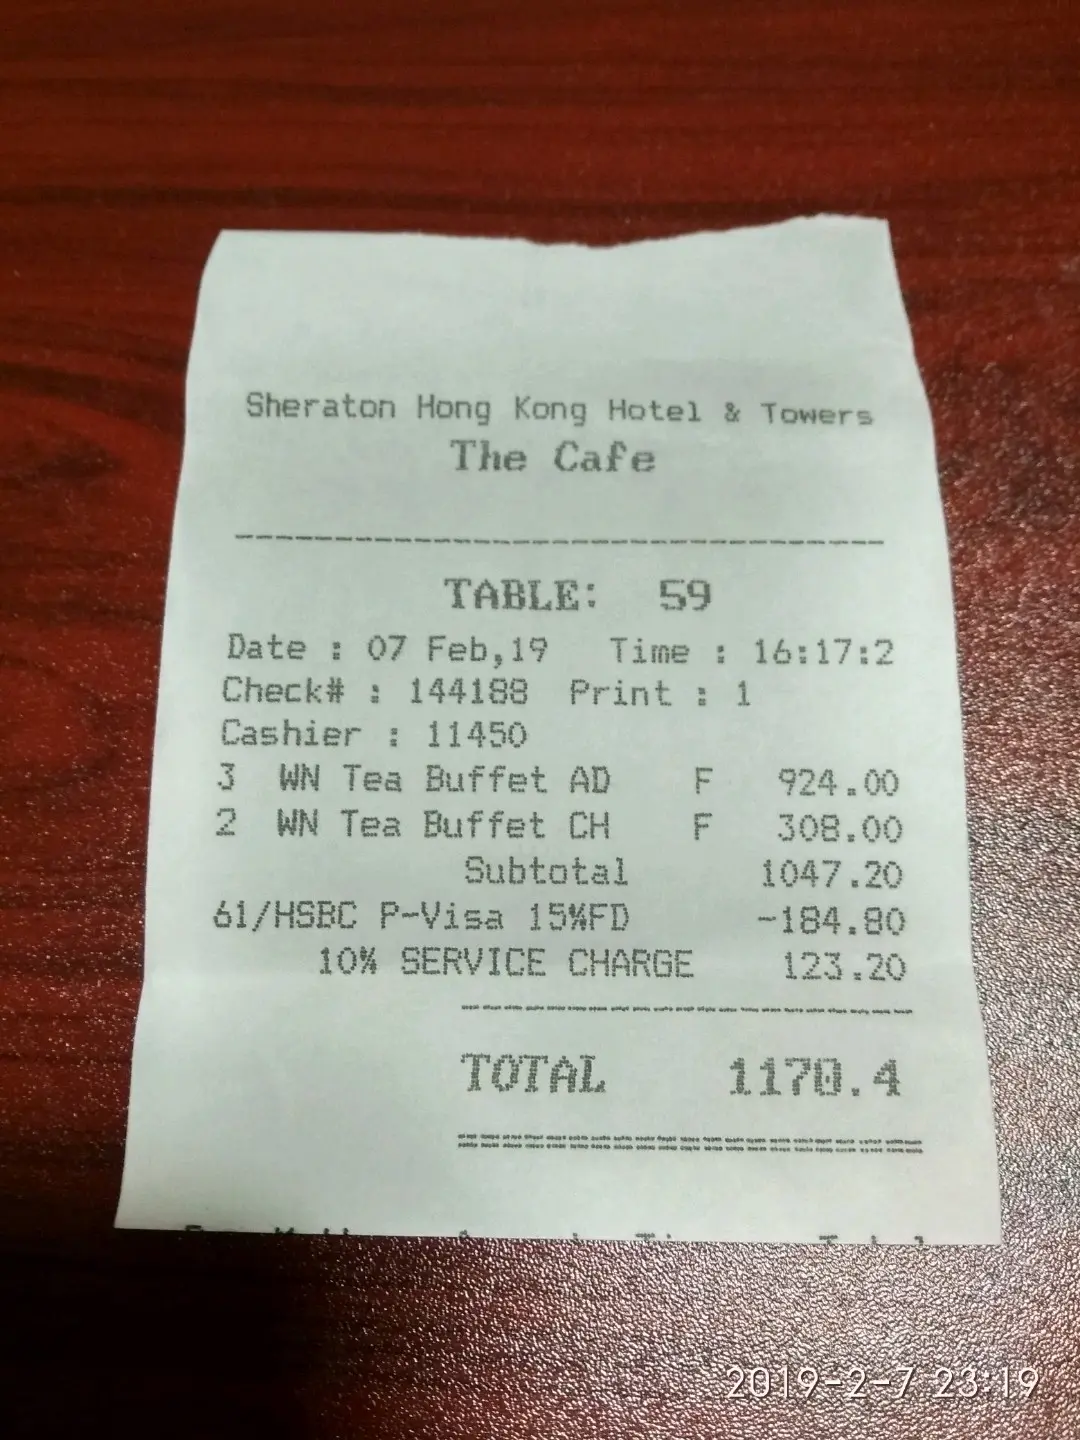 Sheraton Hong Kong Hotel & Towers
The Cafe
TABLE: 59
Date : 07 Feb,19 Time : 16:17:2
Check# : 144188 Print : 1
Cashier : 11450
3 WN Tea Buffet AD F 924.00
2 WN Tea Buffet CH F 308.00
Subtotal 1047.20
61/HSBC P-Visa 15%FD -184.80
10% SERVICE CHARGE 123.20
TOTAL 1170.4
2019-2-7 23:19